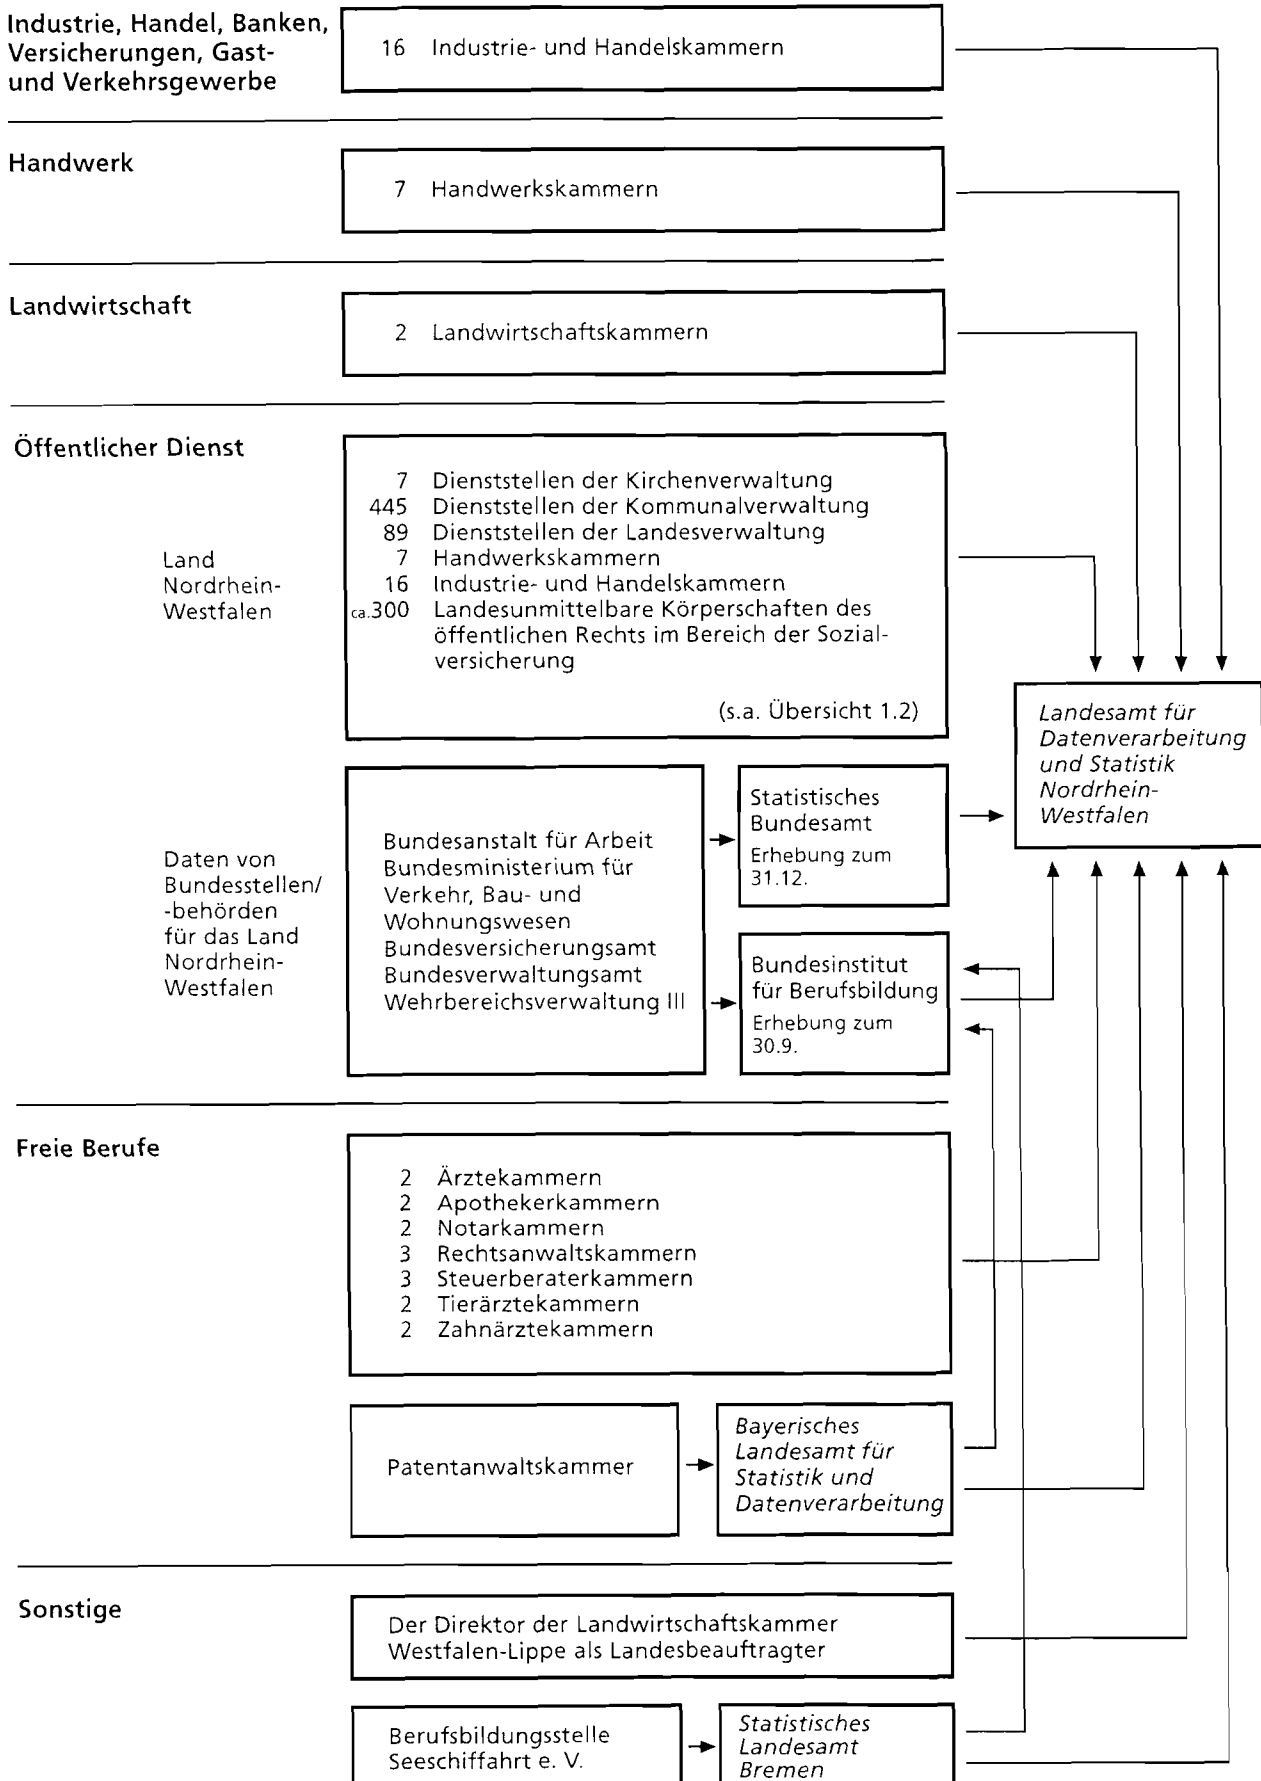 Industrie, Handel, Banken,
Versicherungen, Gast-
und Verkehrsgewerbe
16 Industrie- und Handelskammern
Handwerk
7 Handwerkskammern
Landwirtschaft
2 Landwirtschaftskammern
Öffentlicher Dienst
Land
Nordrhein-
Westfalen
7 Dienststellen der Kirchenverwaltung
445 Dienststellen der Kommunalverwaltung
89 Dienststellen der Landesverwaltung
7 Handwerkskammern
16 Industrie- und Handelskammern
ca.300 Landesunmittelbare Körperschaften des
öffentlichen Rechts im Bereich der Sozial-
versicherung
(s.a. Übersicht 1.2)
Landesamt für
Datenverarbeitung
und Statistik
Nordrhein-
Westfalen
Daten von
Bundesstellen/
-behörden
für das Land
Nordrhein-
Westfalen
Bundesanstalt für Arbeit
Bundesministerium für
Verkehr, Bau- und
Wohnungswesen
Bundesversicherungsamt
Bundesverwaltungsamt
Wehrbereichsverwaltung III
Statistisches
Bundesamt
Erhebung zum
31.12.
Bundesinstitut
für Berufsbildung
Erhebung zum
30.9.
Freie Berufe
2 Ärztekammern
2 Apothekerkammern
2 Notarkammern
3 Rechtsanwaltskammern
3 Steuerberaterkammern
2 Tierärztekammern
2 Zahnärztekammern
Patentanwaltskammer
Bayerisches
Landesamt für
Statistik und
Datenverarbeitung
Sonstige
Der Direktor der Landwirtschaftskammer
Westfalen-Lippe als Landesbeauftragter
Berufsbildungsstelle
Seeschiffahrt e. V.
Statistisches
Landesamt
Bremen